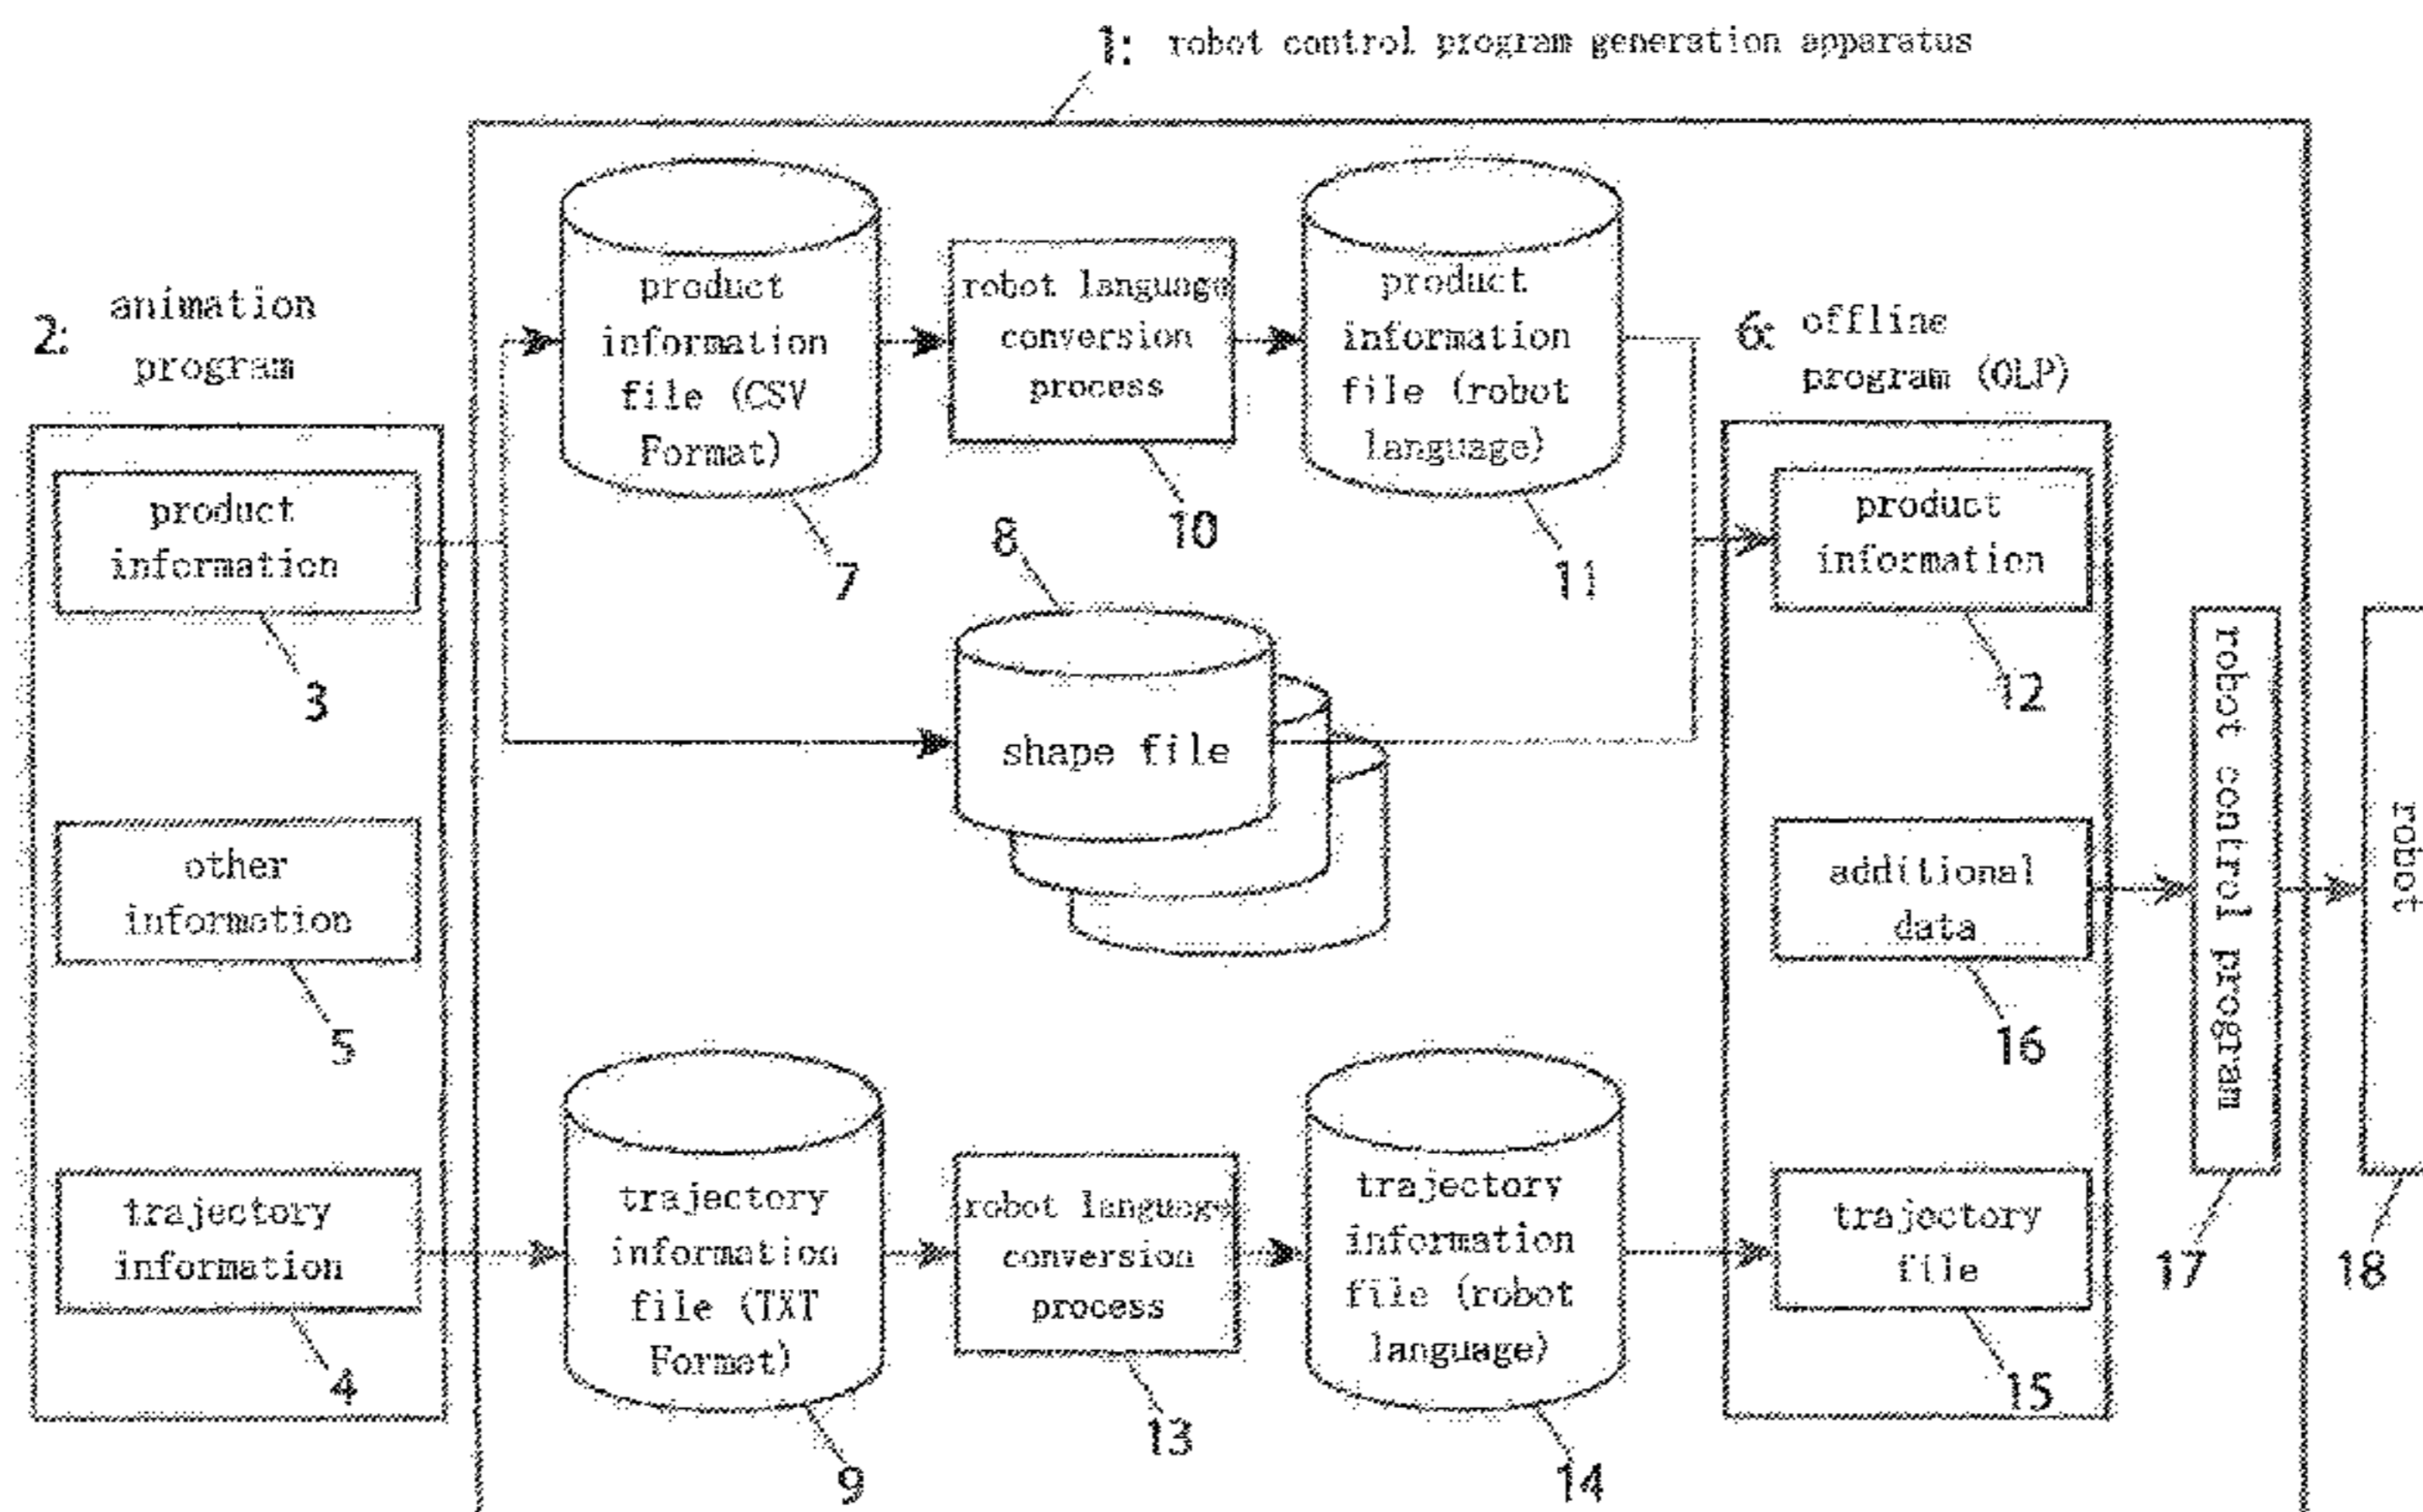 1: robot control program generation apparatus
2: animation
program
product
information
3
other
information
5
trajectory
information
4
product
information
file (CSV
Format)
7
robot language
conversion
process
10
product
information
file (robot
language)
11
8
shape file
trajectory
information
file (TXT
Format)
9
robot language
conversion
process
13
trajectory
information
file (robot
language)
14
6: offline
program (OLP)
product
information
12
additional
data
16
trajectory
file
15
robot control program
17
robot
18